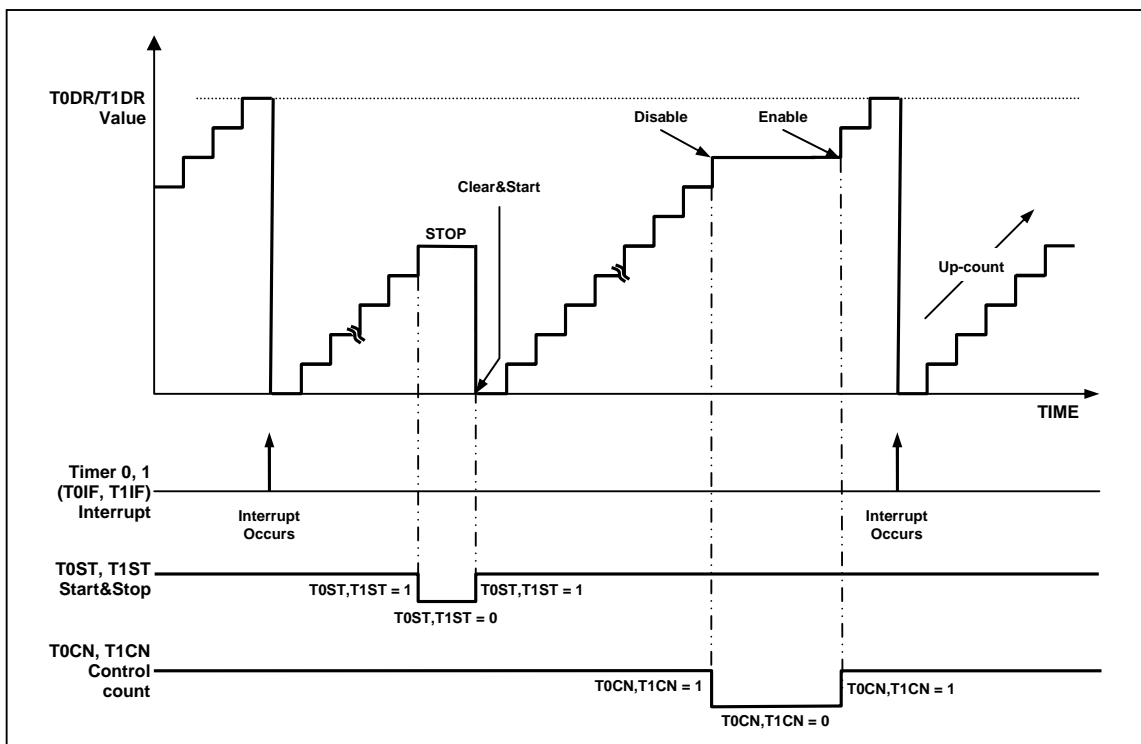 T0DR/T1DR
Value
Disable
Enable
Clear&Start
STOP
Up-count
TIME
Timer 0, 1
(T0IF, T1IF)
Interrupt
Interrupt
Occurs
Interrupt
Occurs
T0ST, T1ST
Start&Stop
T0ST,T1ST = 1
T0ST,T1ST = 1
T0ST,T1ST = 0
T0CN, T1CN
Control
count
T0CN,T1CN = 1
T0CN,T1CN = 1
T0CN,T1CN = 0